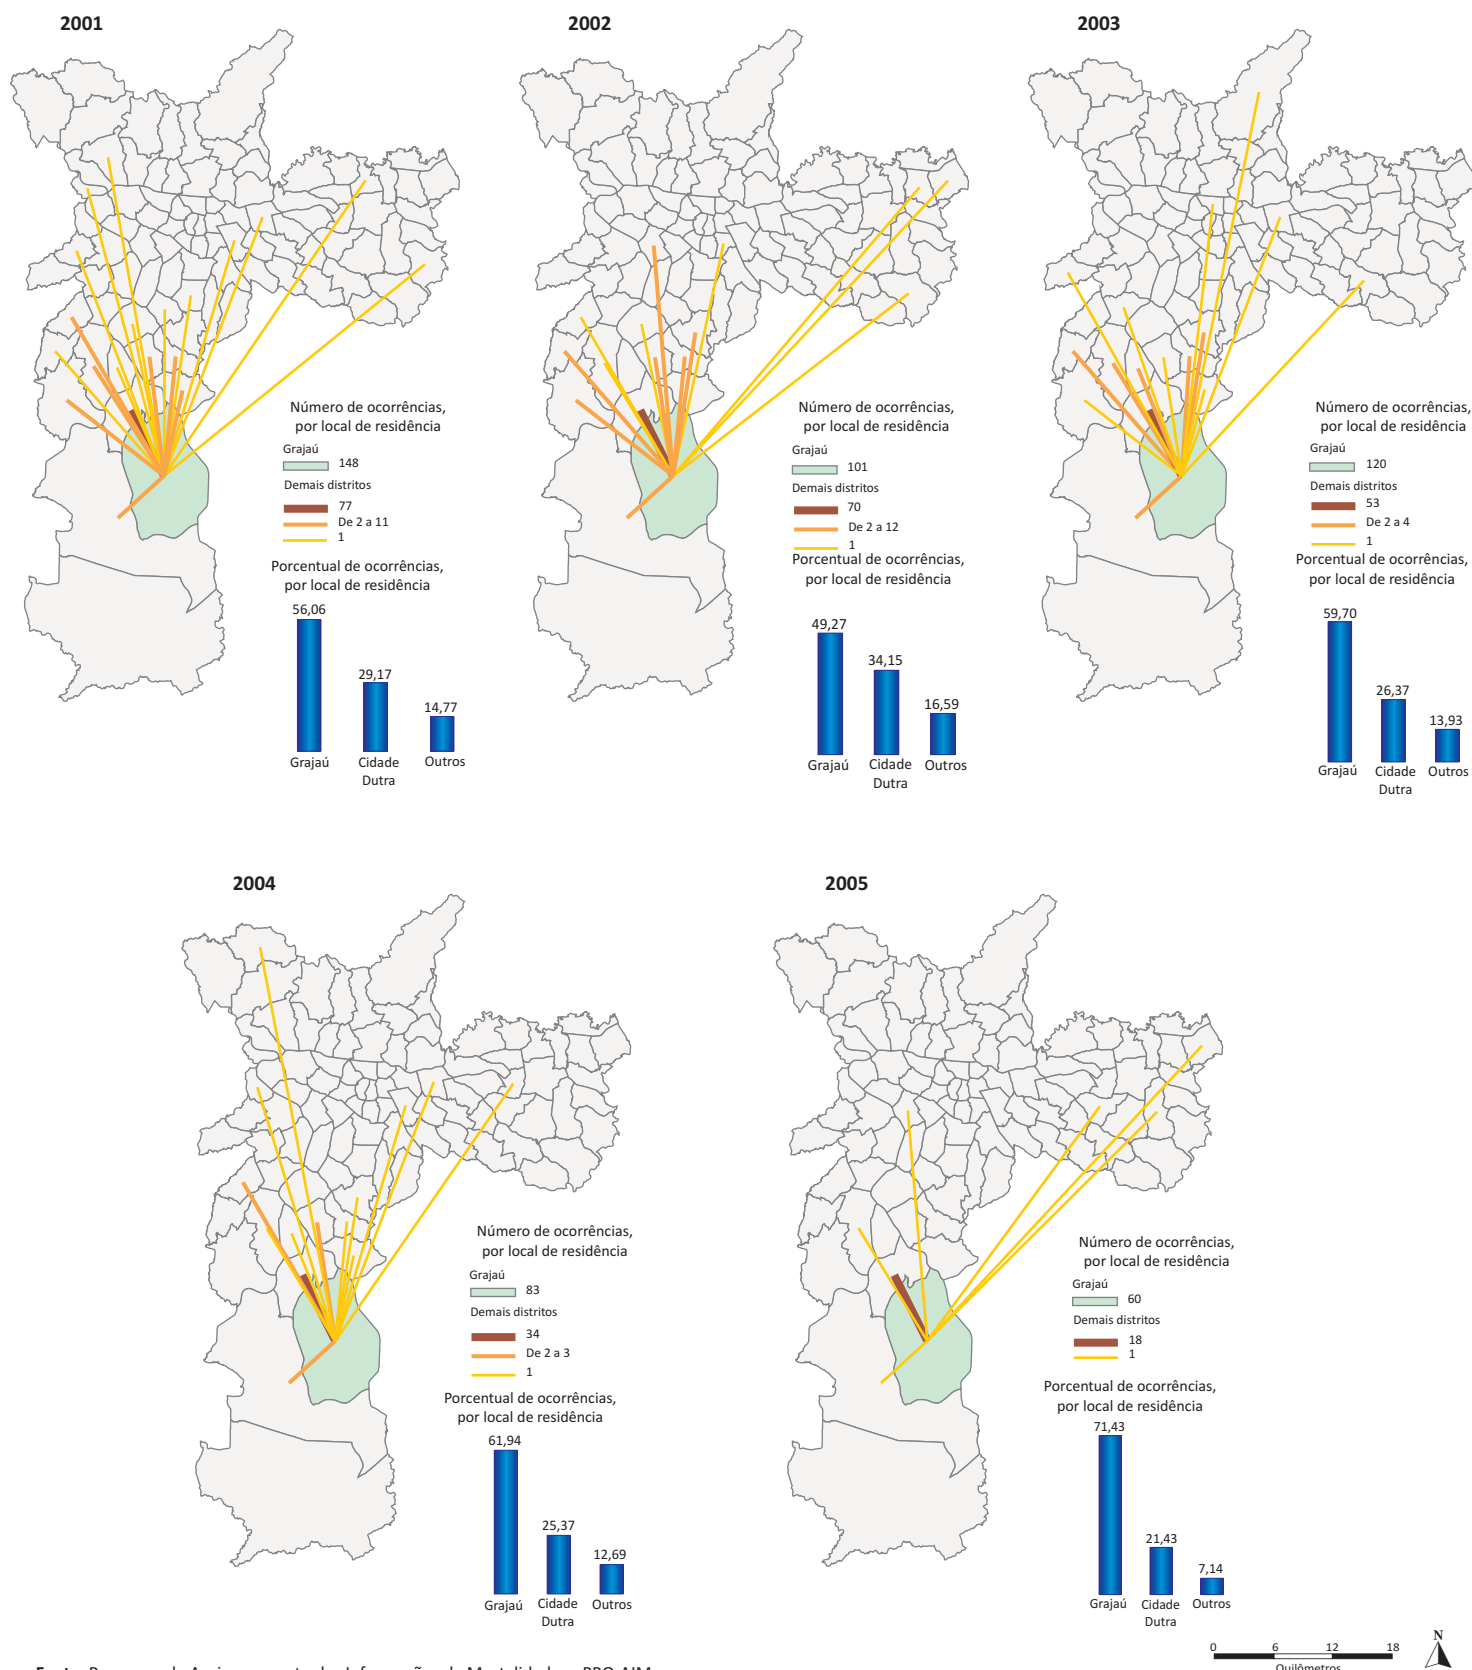 2001
Número de ocorrências,
por local de residência
Grajaú
148
Demais distritos
77
De 2 a 11
1
Porcentual de ocorrências,
por local de residência
56,06
29,17
14,77
Grajaú
Cidade
Dutra
Outros
2002
Número de ocorrências,
por local de residência
Grajaú
101
Demais distritos
70
De 2 a 12
1
Porcentual de ocorrências,
por local de residência
49,27
34,15
16,59
Grajaú
Cidade
Dutra
Outros
2003
Número de ocorrências,
por local de residência
Grajaú
120
Demais distritos
53
De 2 a 4
1
Porcentual de ocorrências,
por local de residência
59,70
26,37
13,93
Grajaú
Cidade
Dutra
Outros
2004
Número de ocorrências,
por local de residência
Grajaú
83
Demais distritos
34
De 2 a 3
1
Porcentual de ocorrências,
por local de residência
61,94
25,37
12,69
Grajaú
Cidade
Dutra
Outros
2005
Número de ocorrências,
por local de residência
Grajaú
60
Demais distritos
18
1
Porcentual de ocorrências,
por local de residência
71,43
21,43
7,14
Grajaú
Cidade
Dutra
Outros
N
0 6 12 18
Quilômetros